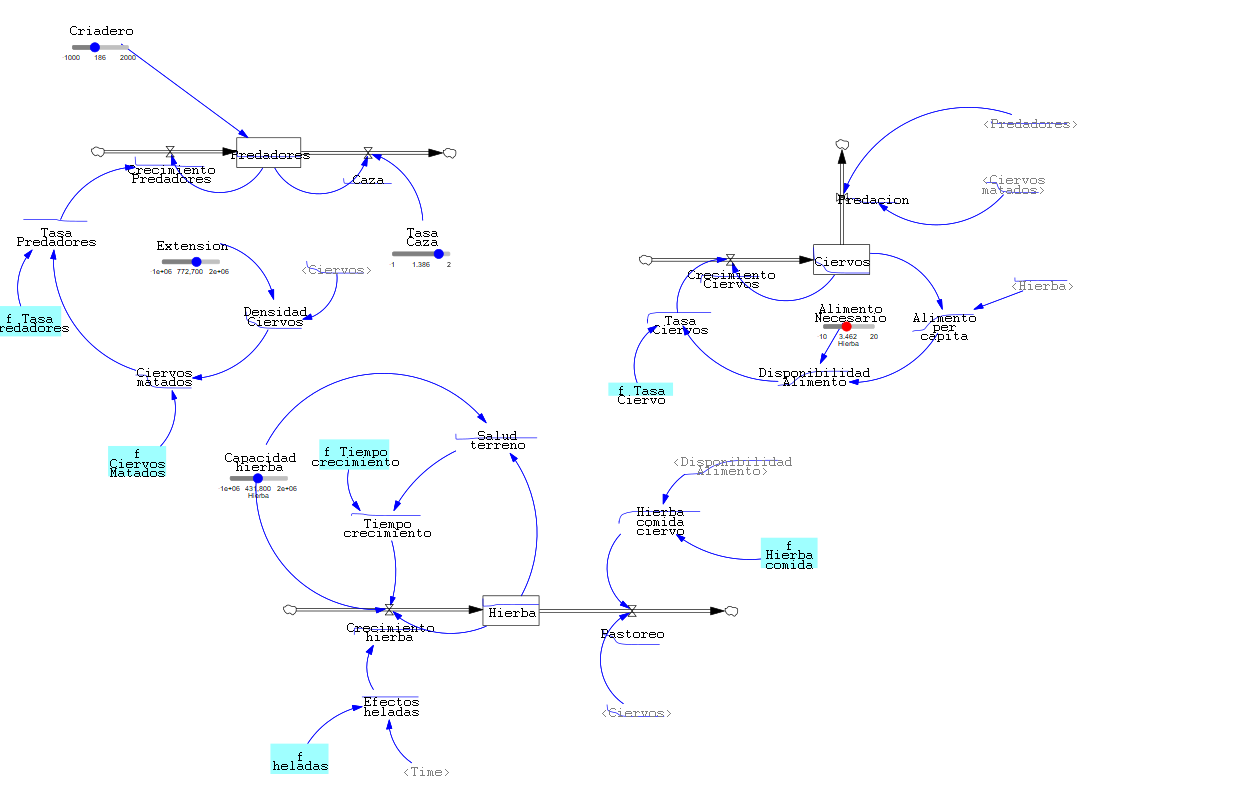 Criadero
-1000 186 2000
Predadores
Crecimiento
Predadores
Caza
Tasa
Predadores
Extension
-1e+06 772,700 2e+06
<Ciervos>
Tasa
Caza
-1 1.386 2
f Tasa
redadores
Densidad
Ciervos
Ciervos
matados
f
Ciervos
Matados
<Predadores>
<Ciervos
matados>
Predacion
Ciervos
Crecimiento
Ciervos
<Hierba>
Tasa
Ciervos
Alimento
Necesario
10 3.462 20
Hierba
Alimento
per
capita
Disponibilidad
Alimento
f Tasa
Ciervo
Capacidad
hierba
-1e+06 431,800 2e+06
Hierba
f Tiempo
crecimiento
Salud
terreno
Tiempo
crecimiento
<Disponibilidad
Alimento>
Hierba
comida
ciervo
f
Hierba
comida
Hierba
Crecimiento
hierba
Pastoreo
Efectos
heladas
<Ciervos>
f
heladas
<Time>